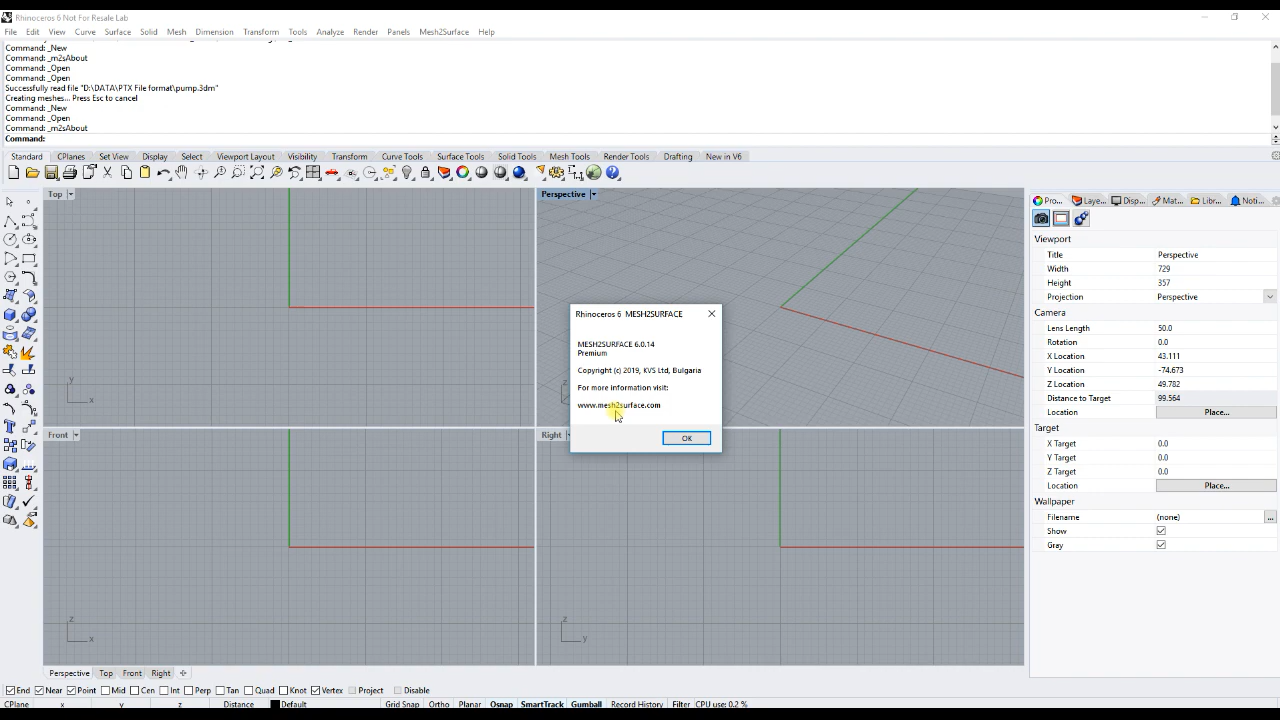 Rhinoceros 6 Not For Resale Lab
File Edit View Curve Surface Solid Mesh Dimension Transform Tools Analyze Render Panels Mesh2Surface Help
Command: _New
Command: _m2sAbout
Command: _Open
Command: _Open
Successfully read file "D:\DATA\PTX File format\pump.3dm"
Creating meshes... Press Esc to cancel
Command: _New
Command: _Open
Command: _m2sAbout
Command:
Standard CPlanes Set View Display Select Viewport Layout Visibility Transform Curve Tools Surface Tools Solid Tools Mesh Tools Render Tools Drafting New in V6
Top
Perspective
Pro... Laye... Disp... Mat... Libr... Noti...
Viewport
Title Perspective
Width 729
Height 357
Projection Perspective
Camera
Lens Length 50.0
Rotation 0.0
X Location 43.111
Y Location -74.673
Z Location 49.782
Distance to Target 99.564
Location Place...
Target
X Target 0.0
Y Target 0.0
Z Target 0.0
Location Place...
Wallpaper
Filename (none) ...
Show
Gray
Rhinoceros 6 MESH2SURFACE
MESH2SURFACE 6.0.14
Premium
Copyright (c) 2019, KVS Ltd, Bulgaria
For more information visit:
www.mesh2surface.com
OK
y
x
z
Front
Right
z
x
z
y
Perspective Top Front Right
End Near Point Mid Cen Int Perp Tan Quad Knot Vertex Project Disable
CPlane x y z Distance Default Grid Snap Ortho Planar Osnap SmartTrack Gumball Record History Filter CPU use: 0.2 %